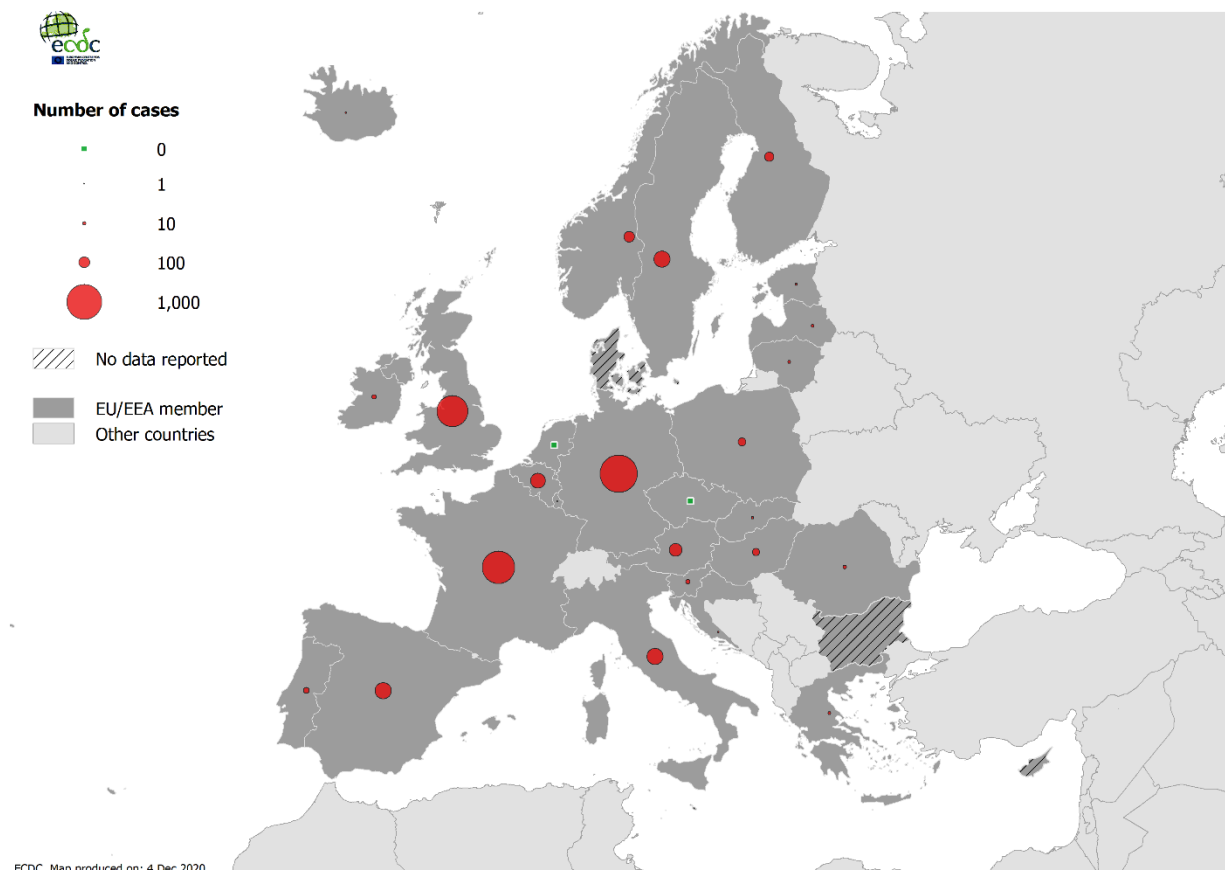 ecdc
Number of cases
0
1
10
100
1,000
No data reported
EU/EEA member
Other countries
ECDC. Map produced on: 4 Dec 2020